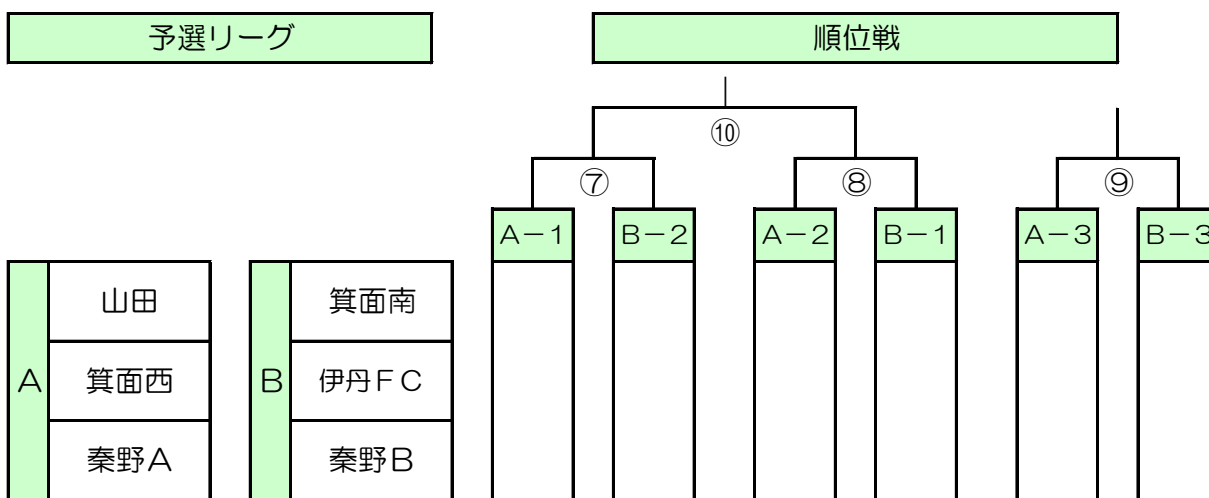 予選リーグ
順位戦
⑩
⑦ ⑧ ⑨
A-1 B-2 A-2 B-1 A-3 B-3
A
山田
箕面西
秦野A
B
箕面南
伊丹FC
秦野B